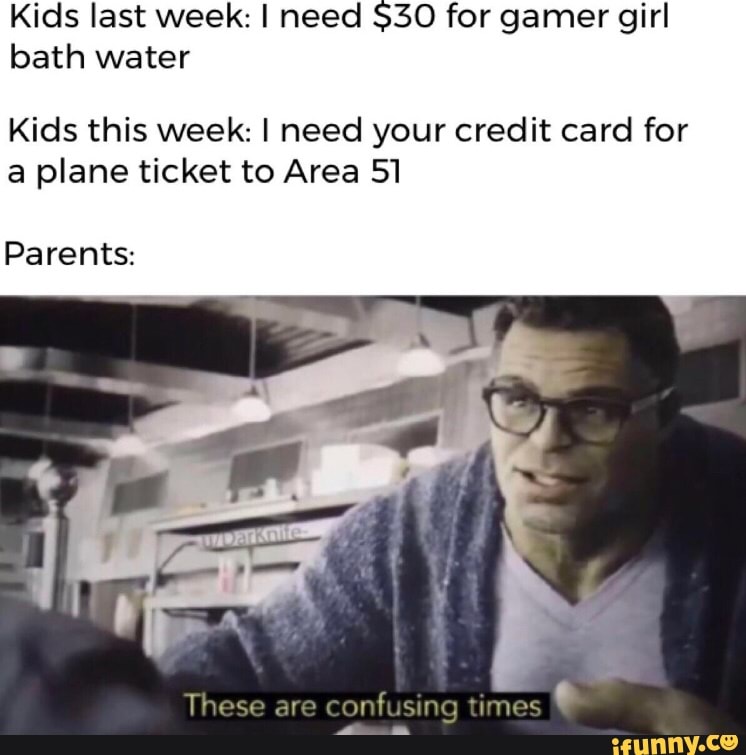 Kids last week: I need $30 for gamer girl
bath water
Kids this week: I need your credit card for
a plane ticket to Area 51
Parents:
u/DarKnife-
These are confusing times
ifunny.co